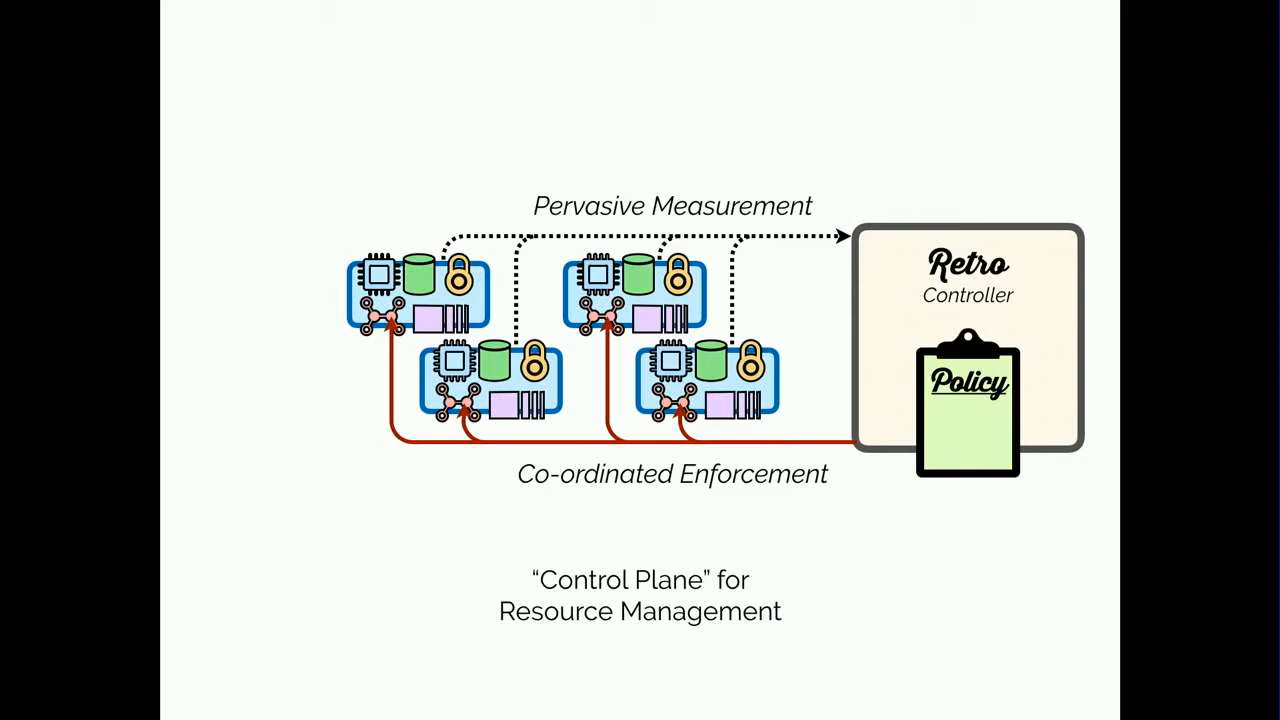 Pervasive Measurement
Retro
Controller
Policy
Co-ordinated Enforcement
“Control Plane” for
Resource Management